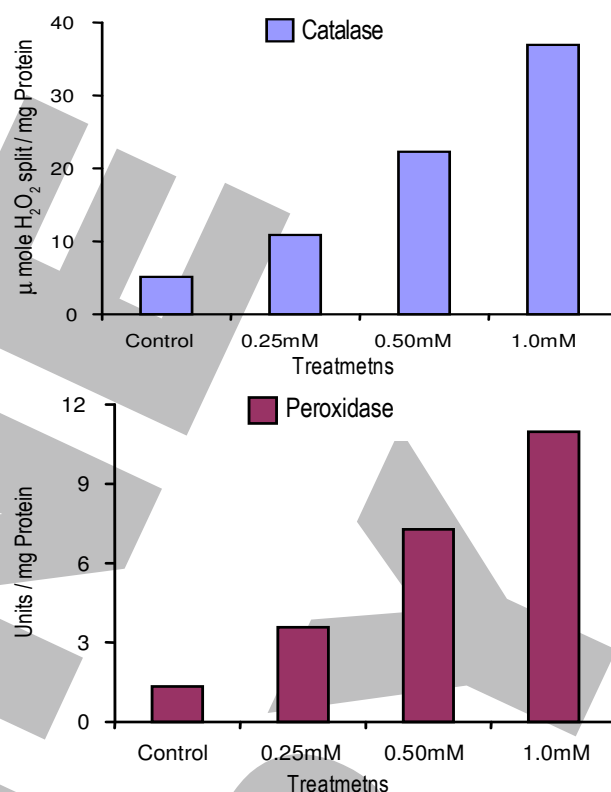 Catalase
μ mole H₂O₂ split / mg Protein
40
30
20
10
0
Control 0.25mM 0.50mM 1.0mM
Treatmetns
Peroxidase
Units / mg Protein
12
9
6
3
0
Control 0.25mM 0.50mM 1.0mM
Treatmetns